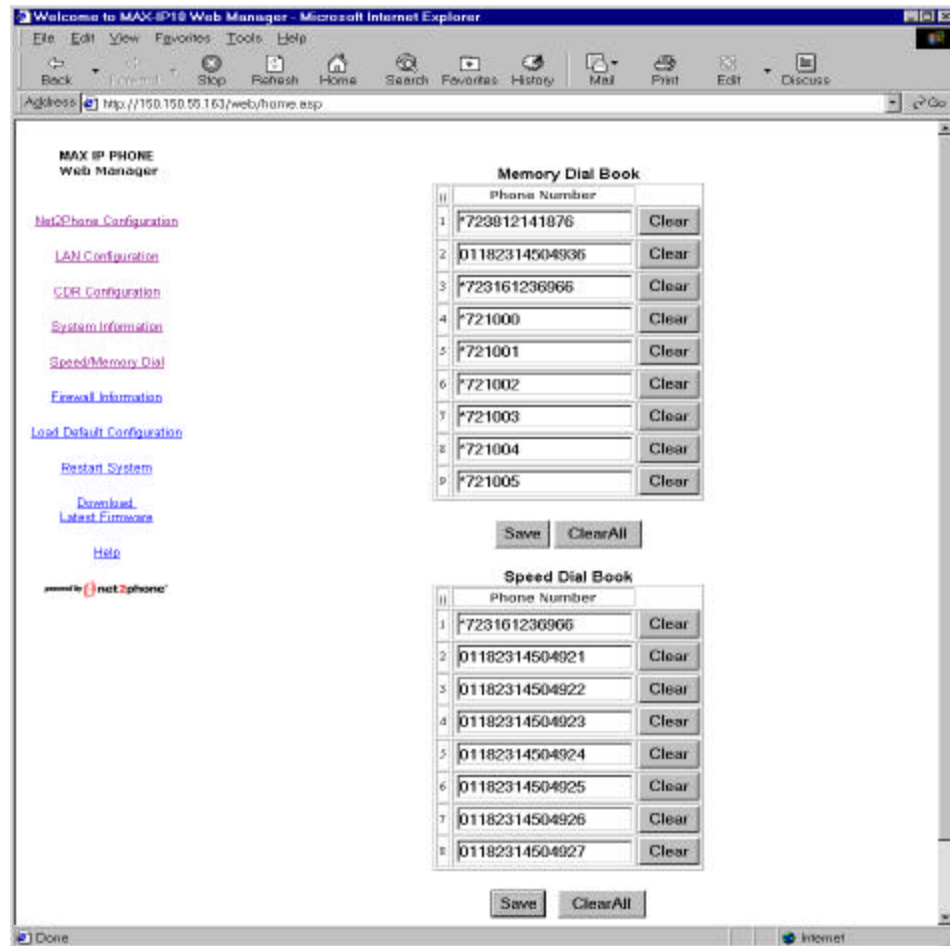 Welcome to MAX-IP10 Web Manager - Microsoft Internet Explorer
File Edit View Favorites Tools Help
Back Forward Stop Refresh Home Search Favorites History Mail Print Edit Discuss
Address http://150.150.55.163/web/home.asp Go
MAX IP PHONE
Web Manager
Net2Phone Configuration
LAN Configuration
CDR Configuration
System Information
Speed/Memory Dial
Firewall Information
Load Default Configuration
Restart System
Download
Latest Firmware
Help
powered by net2phone
Memory Dial Book
Phone Number
1 *723812141876 Clear
2 01182314504936 Clear
3 *723161236966 Clear
4 *721000 Clear
5 *721001 Clear
6 *721002 Clear
7 *721003 Clear
8 *721004 Clear
9 *721005 Clear
Save ClearAll
Speed Dial Book
Phone Number
1 *723161236966 Clear
2 01182314504921 Clear
3 01182314504922 Clear
4 01182314504923 Clear
5 01182314504924 Clear
6 01182314504925 Clear
7 01182314504926 Clear
8 01182314504927 Clear
Save ClearAll
Done Internet